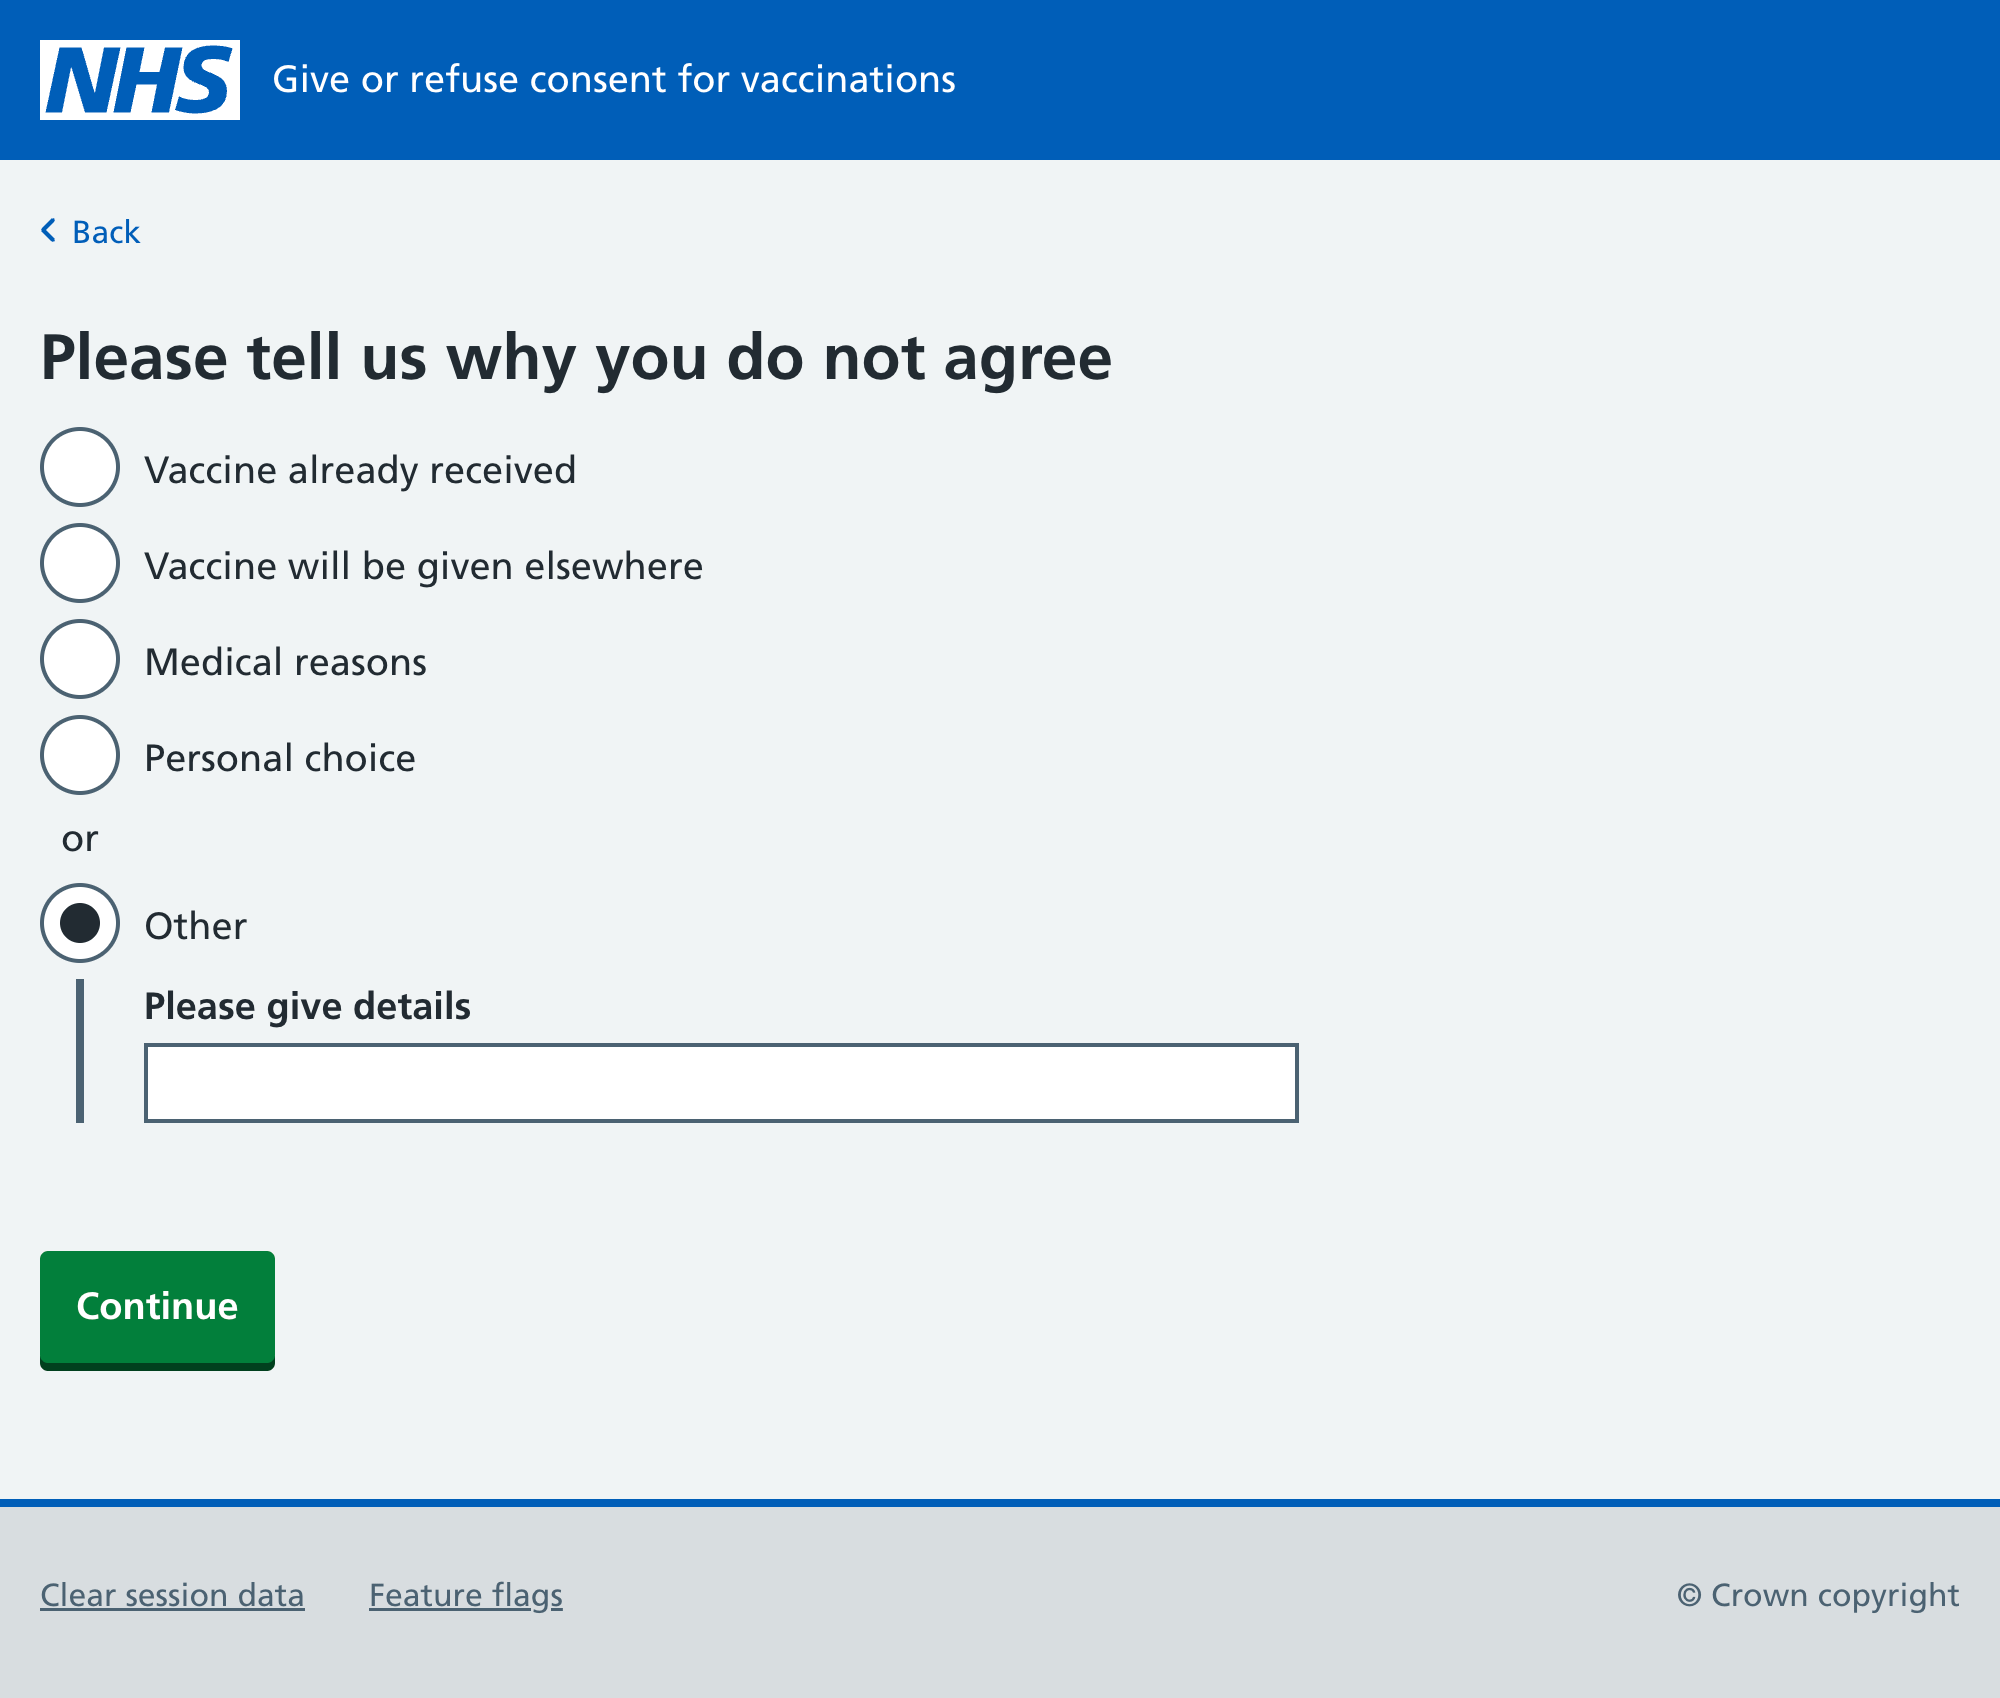 NHS
Give or refuse consent for vaccinations
Back
Please tell us why you do not agree
Vaccine already received
Vaccine will be given elsewhere
Medical reasons
Personal choice
or
Other
Please give details
Continue
Clear session data
Feature flags
© Crown copyright